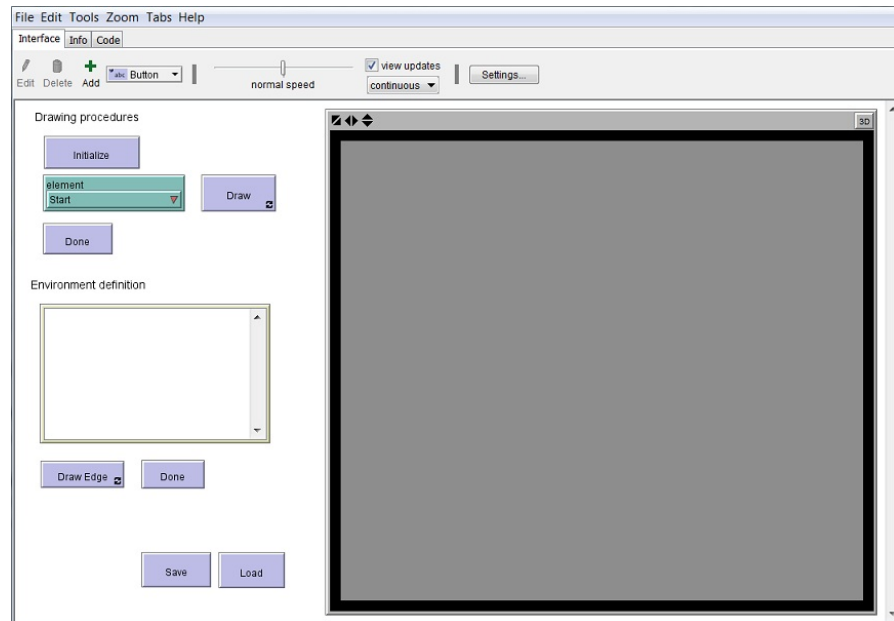 File Edit Tools Zoom Tabs Help
Interface Info Code
Edit Delete Add abc Button normal speed view updates continuous Settings...
Drawing procedures
3D
Initialize
element
Start
Draw
Done
Environment definition
Draw Edge Done
Save Load